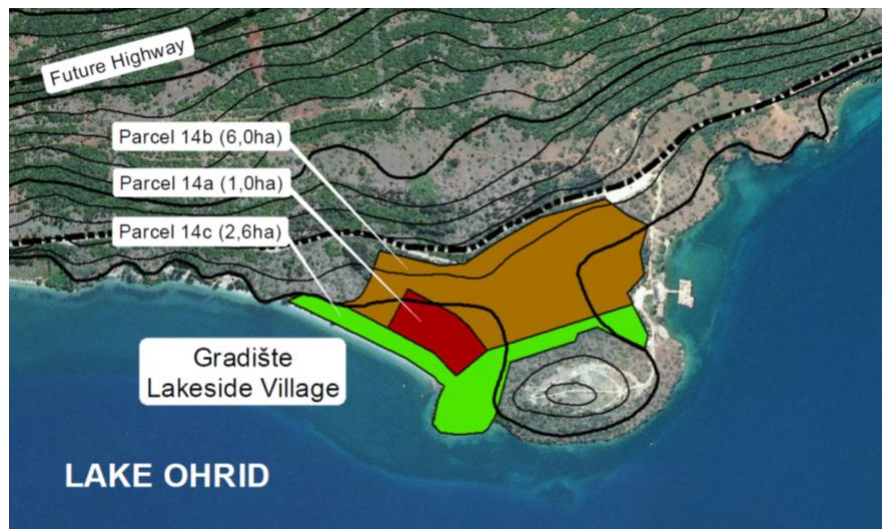 Future Highway
Parcel 14b (6,0ha)
Parcel 14a (1,0ha)
Parcel 14c (2,6ha)
Gradište
Lakeside Village
LAKE OHRID